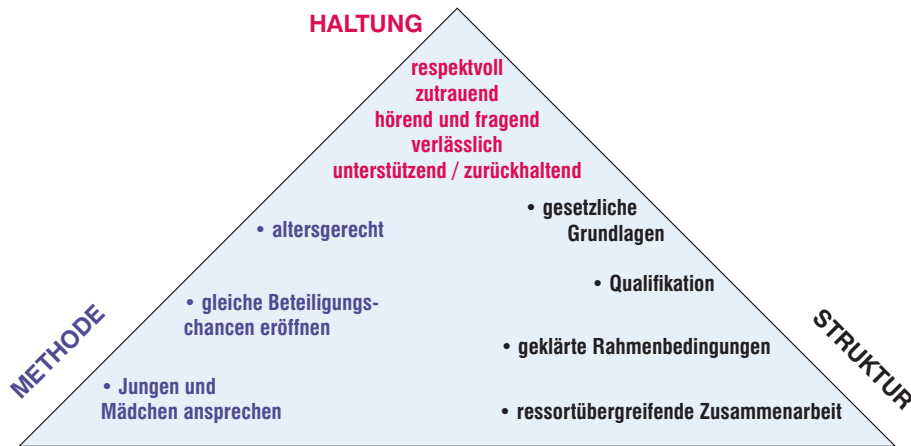 HALTUNG
respektvoll
zutrauend
hörend und fragend
verlässlich
unterstützend / zurückhaltend
METHODE
• altersgerecht
• gleiche Beteiligungs-
chancen eröffnen
• Jungen und
Mädchen ansprechen
STRUKTUR
• gesetzliche
Grundlagen
• Qualifikation
• geklärte Rahmenbedingungen
• ressortübergreifende Zusammenarbeit